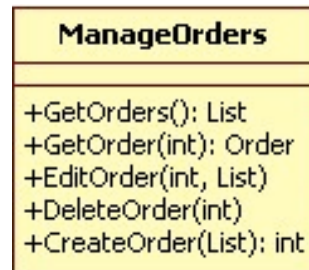 ManageOrders
+GetOrders(): List
+GetOrder(int): Order
+EditOrder(int, List)
+DeleteOrder(int)
+CreateOrder(List): int